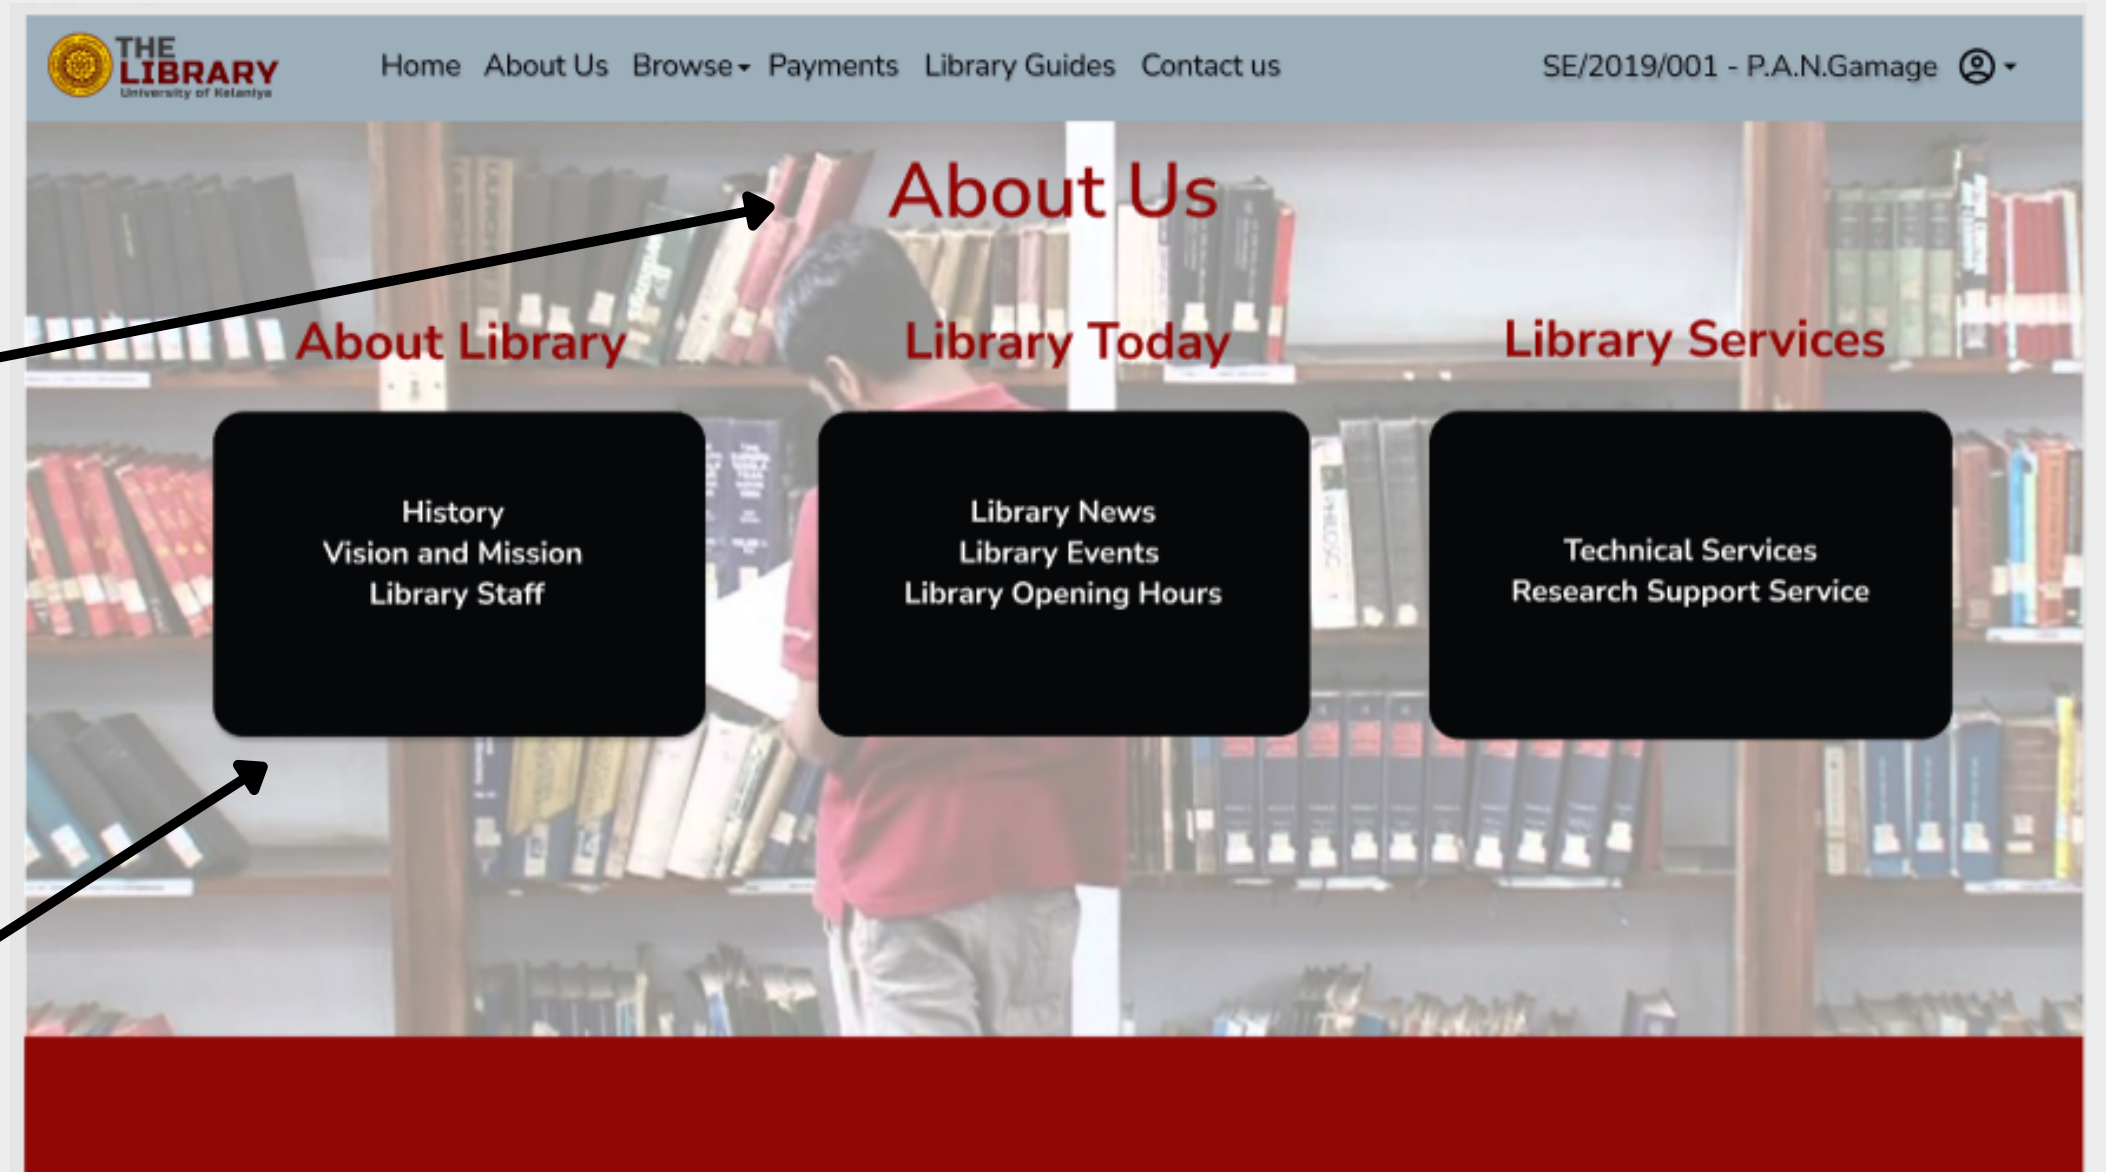 THE
LIBRARY
University of Kelaniya
Home About Us Browse Payments Library Guides Contact us
SE/2019/001 - P.A.N.Gamage
About Us
About Library
Library Today
Library Services
History
Vision and Mission
Library Staff
Library News
Library Events
Library Opening Hours
Technical Services
Research Support Service